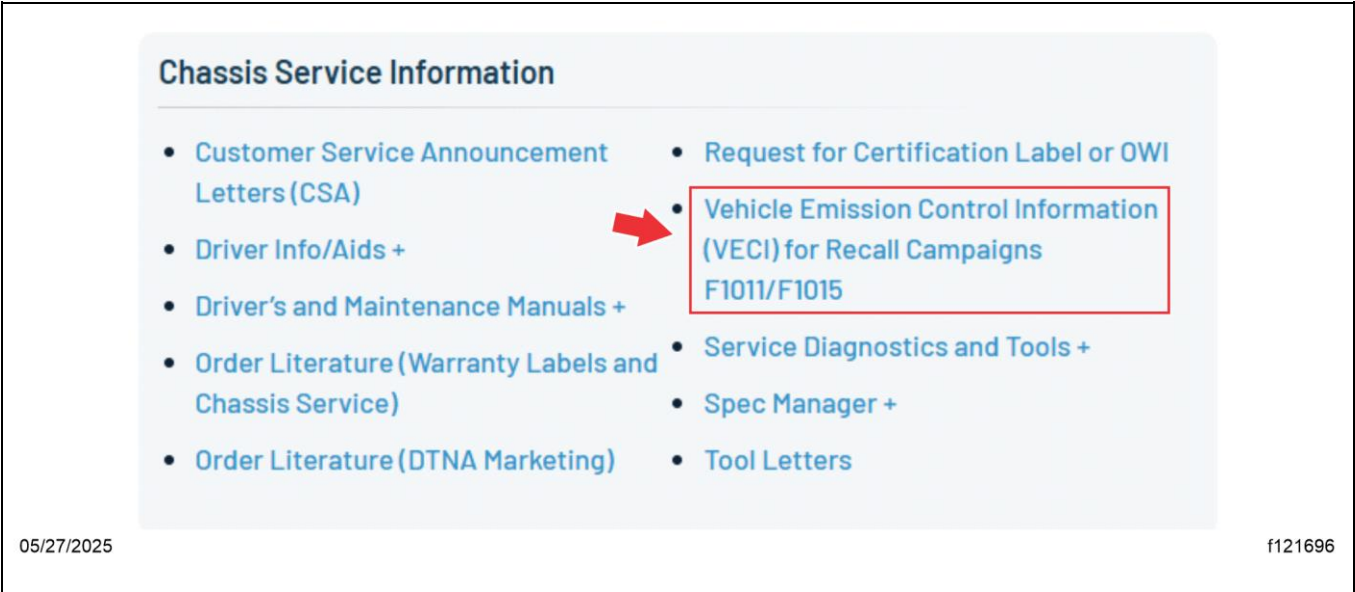 Chassis Service Information
• Customer Service Announcement
Letters (CSA)
• Driver Info/Aids +
• Driver's and Maintenance Manuals +
• Order Literature (Warranty Labels and
Chassis Service)
• Order Literature (DTNA Marketing)
• Request for Certification Label or OWI
• Vehicle Emission Control Information
(VECI) for Recall Campaigns
F1011/F1015
• Service Diagnostics and Tools +
• Spec Manager +
• Tool Letters
05/27/2025
f121696